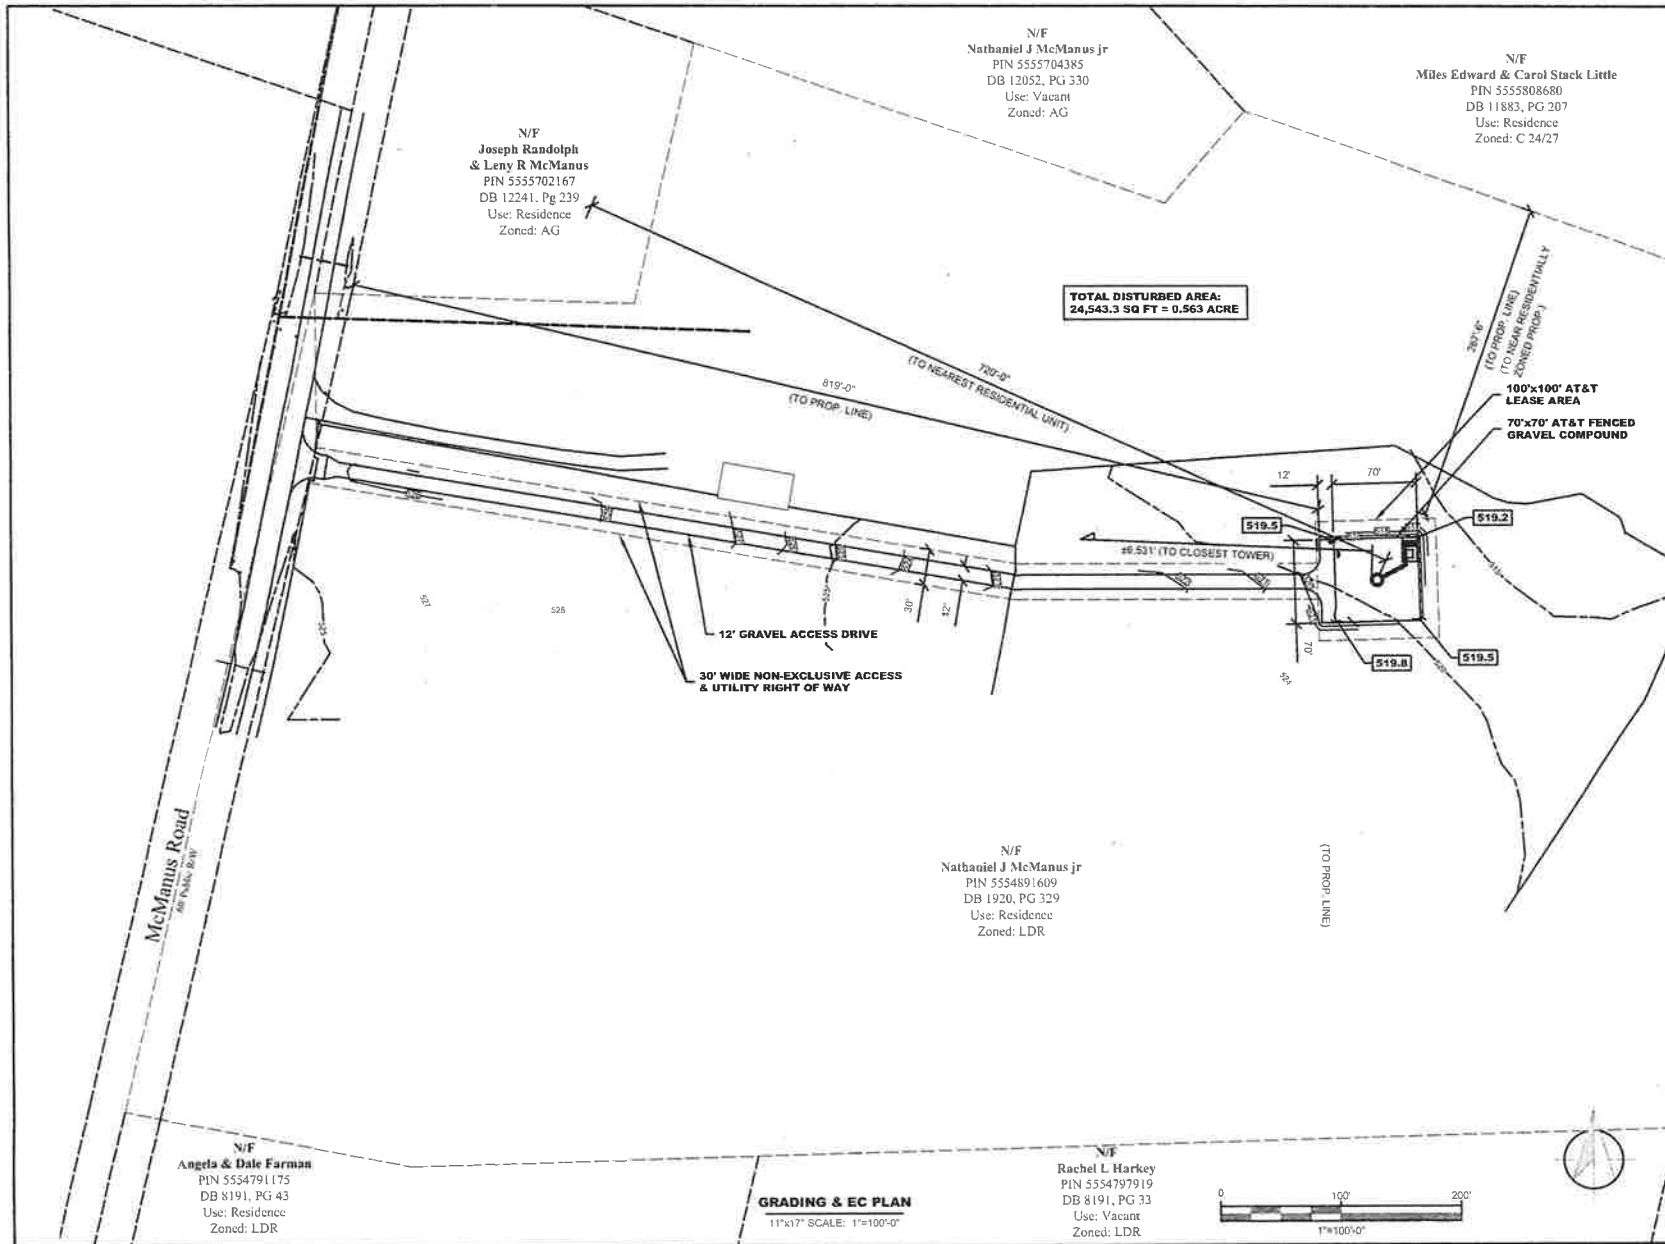 N/F
Nathaniel J McManus jr
PIN 5555704385
DB 12052, PG 330
Use: Vacant
Zoned: AG
N/F
Miles Edward & Carol Stack Little
PIN 5555808680
DB 11883, PG 207
Use: Residence
Zoned: C 24/27
N/F
Joseph Randolph
& Leny R McManus
PIN 5555702167
DB 12241, Pg 239
Use: Residence
Zoned: AG
TOTAL DISTURBED AREA:
24,543.3 SQ FT = 0.563 ACRE
(TO PROP. LINE)
(TO NEAR RESIDENTIALLY
ZONED PROP.)
720'-0"
(TO NEAREST RESIDENTIAL UNIT)
819'-0"
(TO PROP. LINE)
100'x100' AT&T
LEASE AREA
70'x70' AT&T FENCED
GRAVEL COMPOUND
12'
70'
519.5
519.2
±6,531' (TO CLOSEST TOWER)
527
528
30'
12'
12' GRAVEL ACCESS DRIVE
70'
519.8
519.5
524
30' WIDE NON-EXCLUSIVE ACCESS
& UTILITY RIGHT OF WAY
McManus Road
60' Public R/W
N/F
Nathaniel J McManus jr
PIN 5554891609
DB 1920, PG 329
Use: Residence
Zoned: LDR
(TO PROP. LINE)
N/F
Angela & Dale Farman
PIN 5554791175
DB 8191, PG 43
Use: Residence
Zoned: LDR
GRADING & EC PLAN
11"x17" SCALE: 1"=100'-0"
N/F
Rachel L Harkey
PIN 5554797919
DB 8191, PG 33
Use: Vacant
Zoned: LDR
0 100' 200'
1"=100'-0"